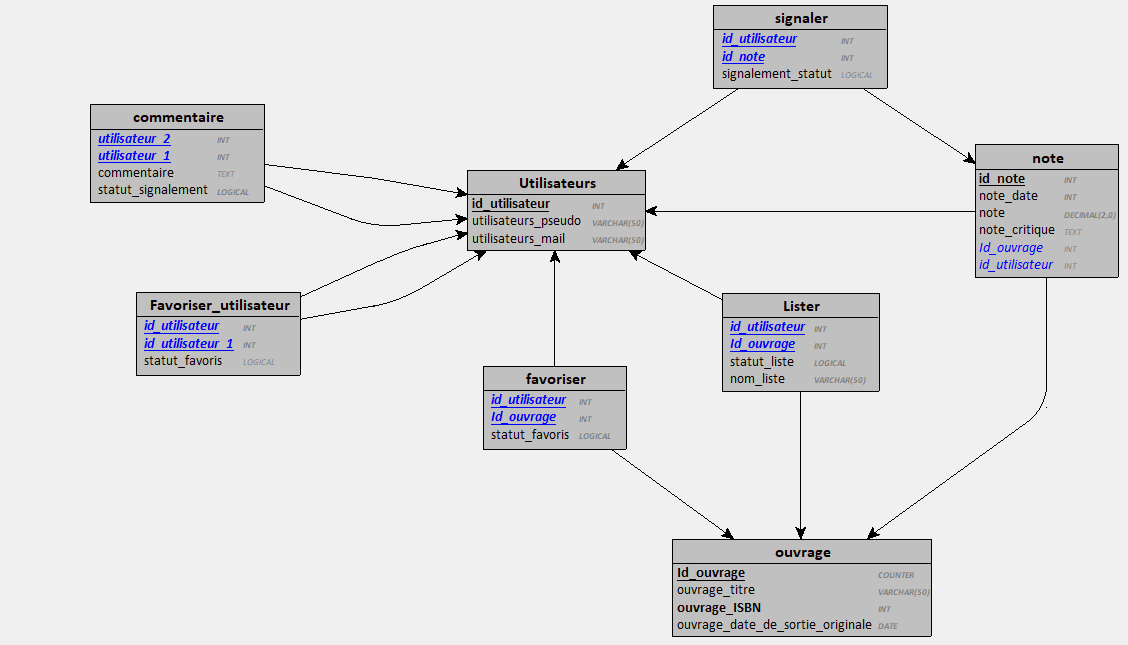 signaler
id_utilisateur INT
id_note INT
signalement_statut LOGICAL
commentaire
utilisateur_2 INT
utilisateur_1 INT
commentaire TEXT
statut_signalement LOGICAL
note
id_note INT
note_date INT
note DECIMAL(2,0)
note_critique TEXT
Id_ouvrage INT
id_utilisateur INT
Utilisateurs
id_utilisateur INT
utilisateurs_pseudo VARCHAR(50)
utilisateurs_mail VARCHAR(50)
Favoriser_utilisateur
id_utilisateur INT
id_utilisateur_1 INT
statut_favoris LOGICAL
Lister
id_utilisateur INT
Id_ouvrage INT
statut_liste LOGICAL
nom_liste VARCHAR(50)
favoriser
id_utilisateur INT
Id_ouvrage INT
statut_favoris LOGICAL
ouvrage
Id_ouvrage COUNTER
ouvrage_titre VARCHAR(50)
ouvrage_ISBN INT
ouvrage_date_de_sortie_originale DATE